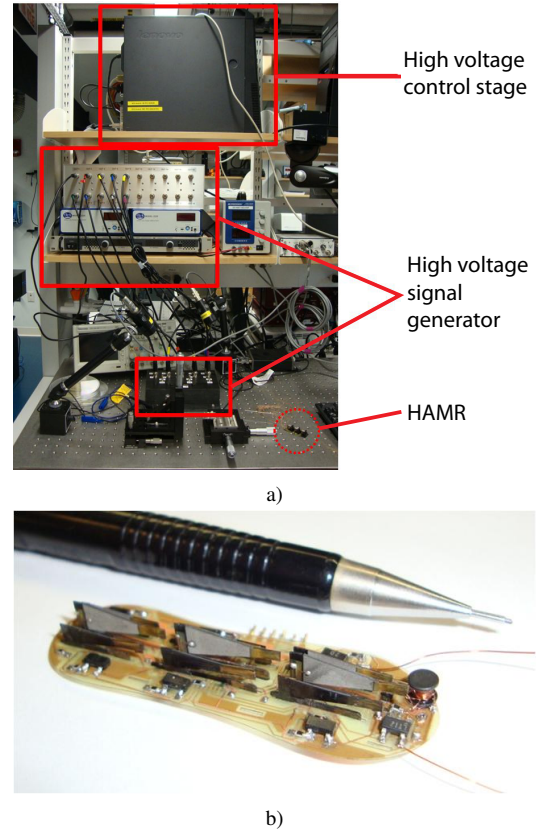 High voltage
control stage
High voltage
signal
generator
HAMR
a)
b)